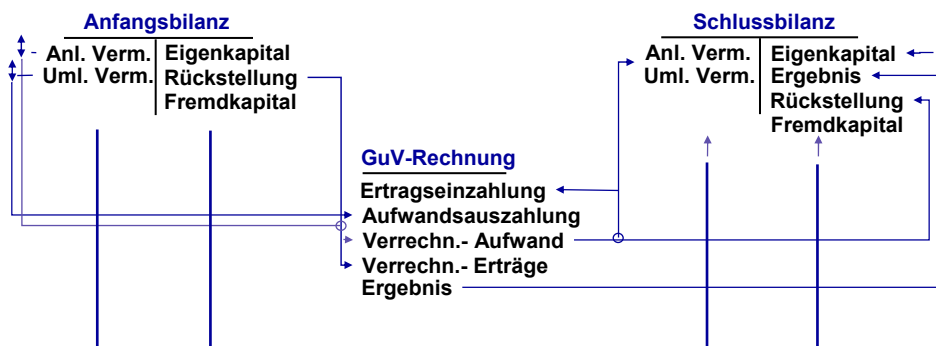 Anfangsbilanz
Anl. Verm. Eigenkapital
Uml. Verm. Rückstellung
Fremdkapital
Schlussbilanz
Anl. Verm. Eigenkapital
Uml. Verm. Ergebnis
Rückstellung
Fremdkapital
GuV-Rechnung
Ertragseinzahlung
Aufwandsauszahlung
Verrechn.- Aufwand
Verrechn.- Erträge
Ergebnis